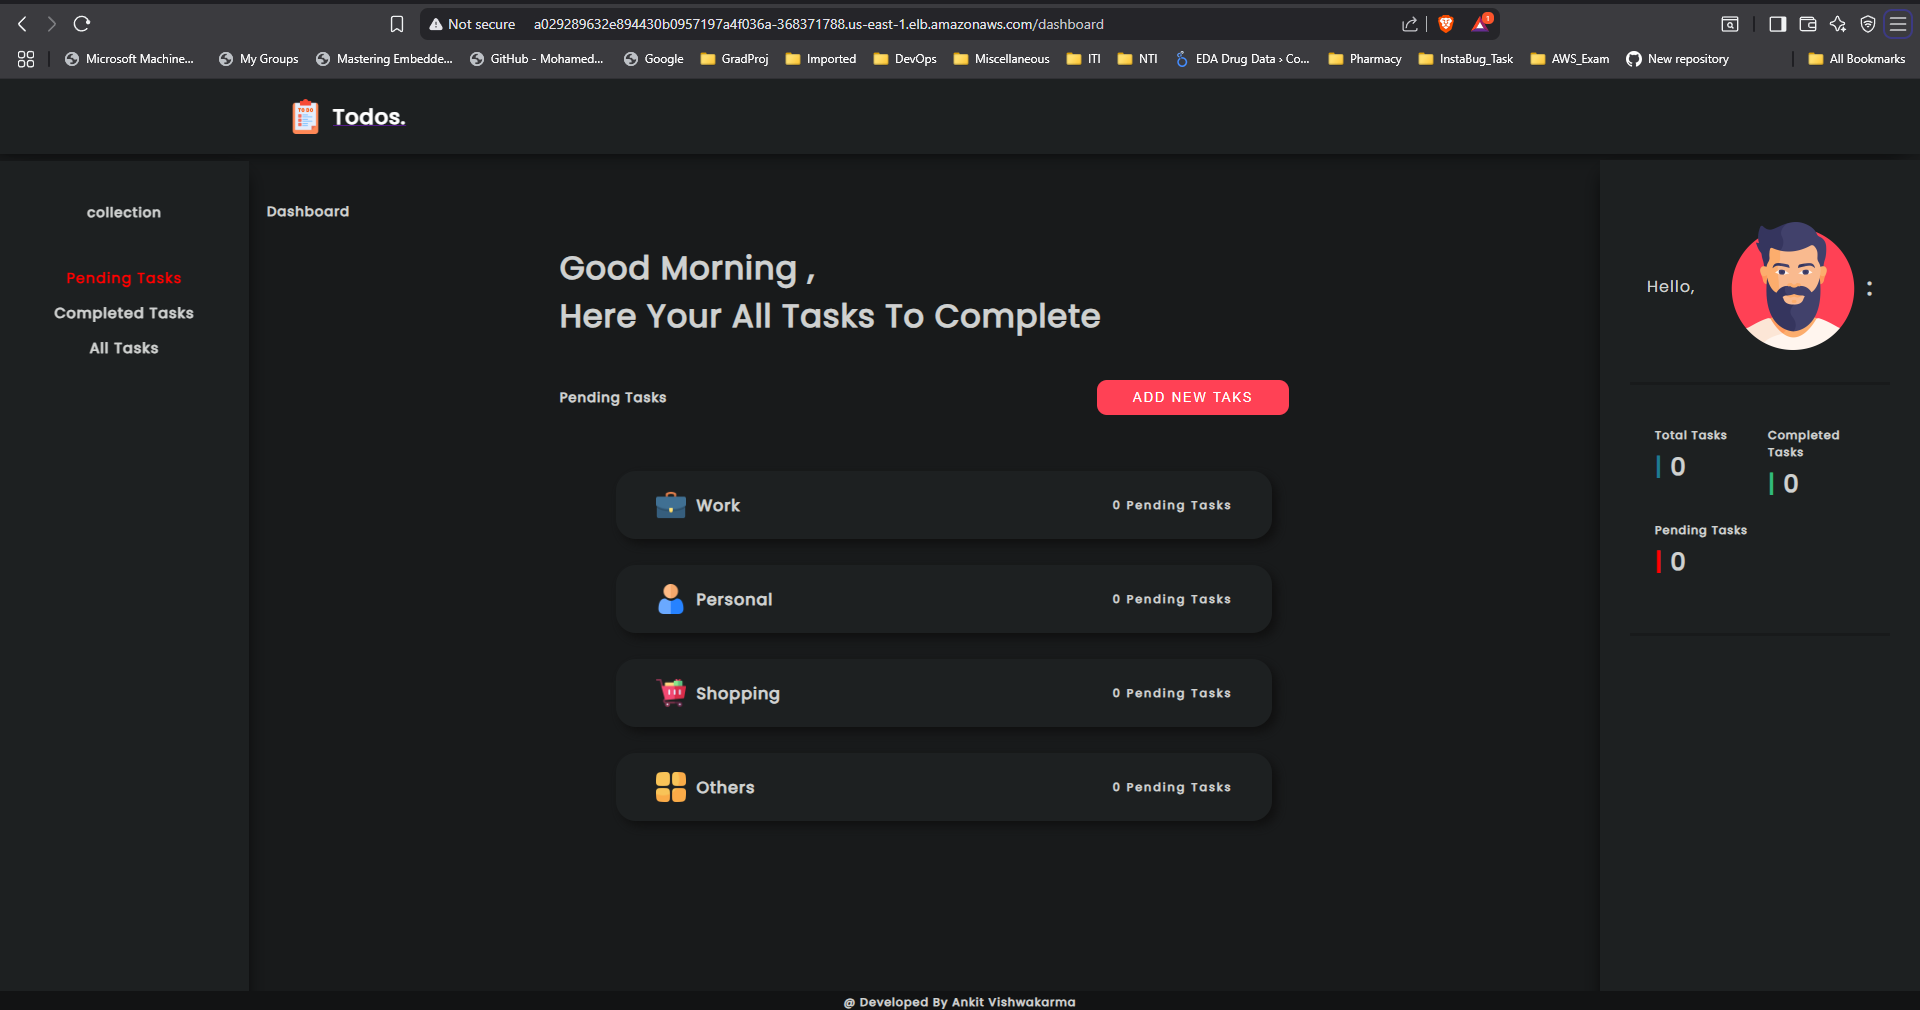 Not secure a029289632e894430b0957197a4f036a-368371788.us-east-1.elb.amazonaws.com/dashboard
1
Microsoft Machine... My Groups Mastering Embedde... GitHub - Mohamed... Google GradProj Imported DevOps Miscellaneous ITI NTI EDA Drug Data › Co... Pharmacy InstaBug_Task AWS_Exam New repository All Bookmarks
TO DO
Todos.
collection
Pending Tasks
Completed Tasks
All Tasks
Dashboard
Good Morning ,
Here Your All Tasks To Complete
Pending Tasks
ADD NEW TAKS
Work 0 Pending Tasks
Personal 0 Pending Tasks
Shopping 0 Pending Tasks
Others 0 Pending Tasks
Hello,
Total Tasks
0
Completed
Tasks
0
Pending Tasks
0
@ Developed By Ankit Vishwakarma